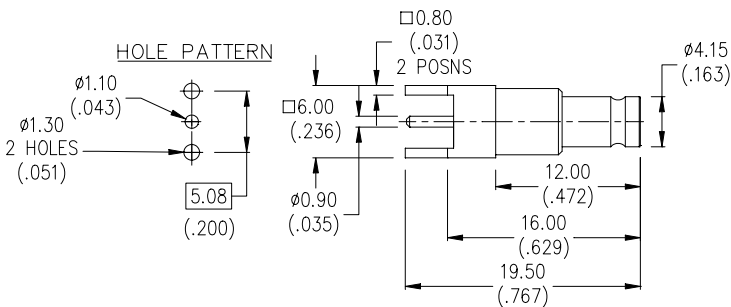 HOLE PATTERN
ø1.10
(.043)
ø1.30
2 HOLES
(.051)
5.08
(.200)
□0.80
(.031)
2 POSNS
□6.00
(.236)
ø0.90
(.035)
ø4.15
(.163)
12.00
(.472)
16.00
(.629)
19.50
(.767)